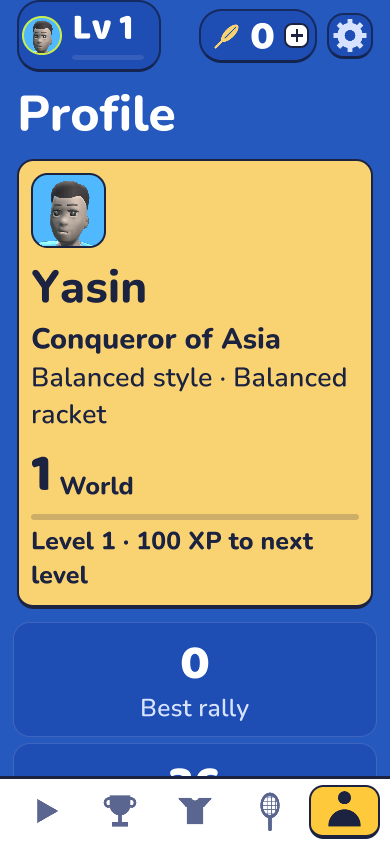 Lv 1
0
Profile
Yasin
Conqueror of Asia
Balanced style · Balanced
racket
1 World
Level 1 · 100 XP to next
level
0
Best rally